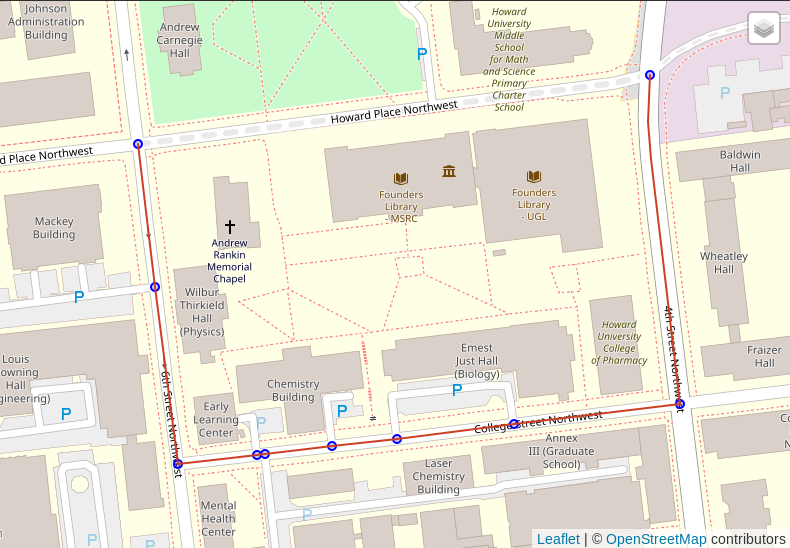 Johnson
Administration
Building
Andrew
Carnegie
Hall
P
Howard
University
Middle
School
for Math
and Science
Primary
Charter
School
P
Howard Place Northwest
d Place Northwest
Baldwin
Hall
Founders
Library
- MSRC
Founders
Library
- UGL
Mackey
Building
Andrew
Rankin
Memorial
Chapel
Wheatley
Hall
P
Wilbur
Thirkield
Hall
(Physics)
4th Street Northwest
Howard
University
College
of Pharmacy
Ernest
Just Hall
(Biology)
Frazier
Hall
Louis
owning
Hall
gineering)
6th Street Northwest
Chemistry
Building
P
P
P
Early
Learning
Center
P
College Street Northwest
Co
N
Annex
III (Graduate
School)
Laser
Chemistry
Building
Mental
Health
Center
P
P
P
Leaflet | © OpenStreetMap contributors